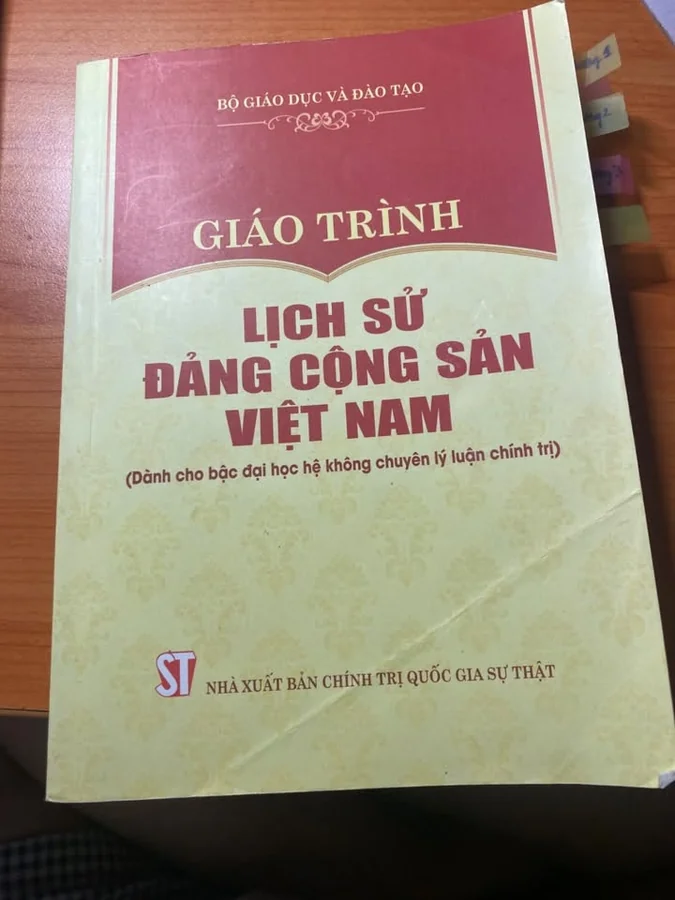 BỘ GIÁO DỤC VÀ ĐÀO TẠO
GIÁO TRÌNH
LỊCH SỬ
ĐẢNG CỘNG SẢN
VIỆT NAM
(Dành cho bậc đại học hệ không chuyên lý luận chính trị)
ST NHÀ XUẤT BẢN CHÍNH TRỊ QUỐC GIA SỰ THẬT